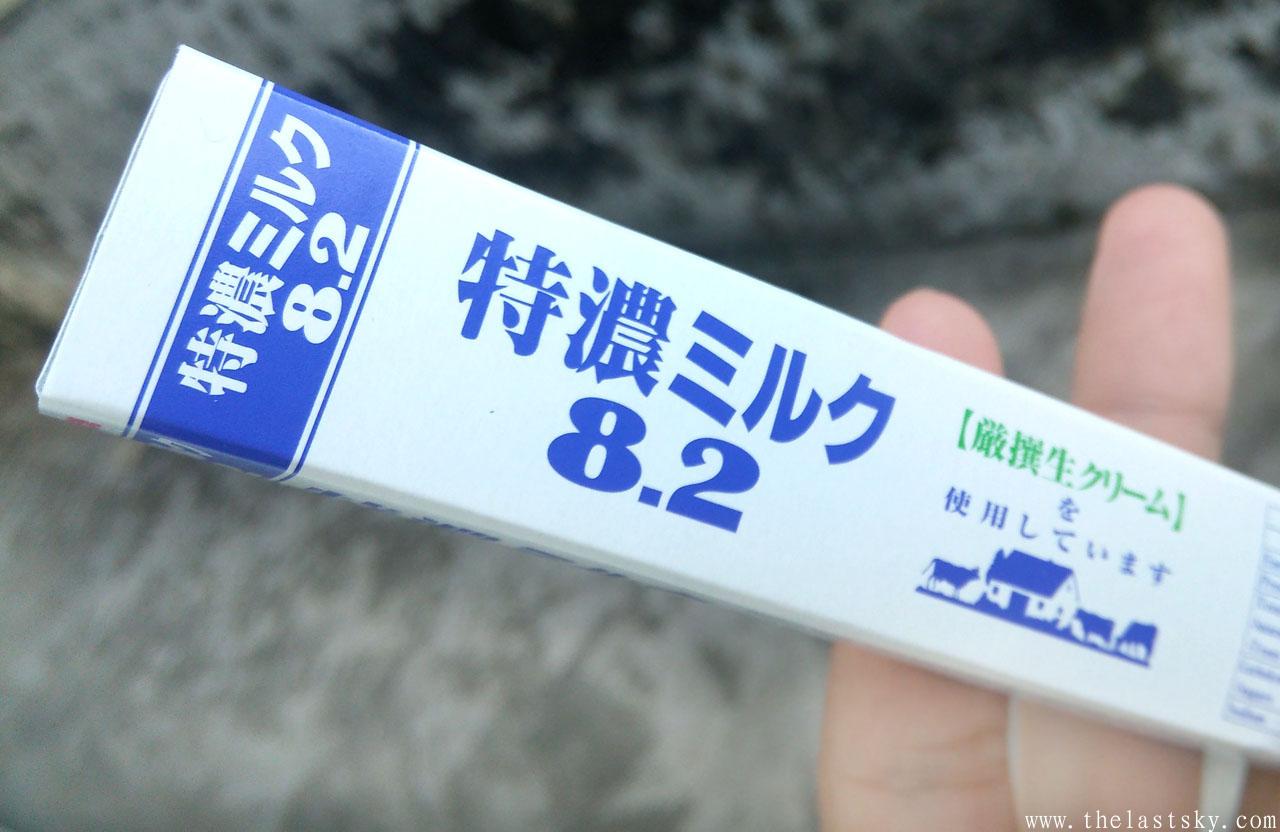 特濃ミルク
8.2
特濃ミルク
8.2
【厳撰生クリーム】
を
使用しています
www.thelastsky.com